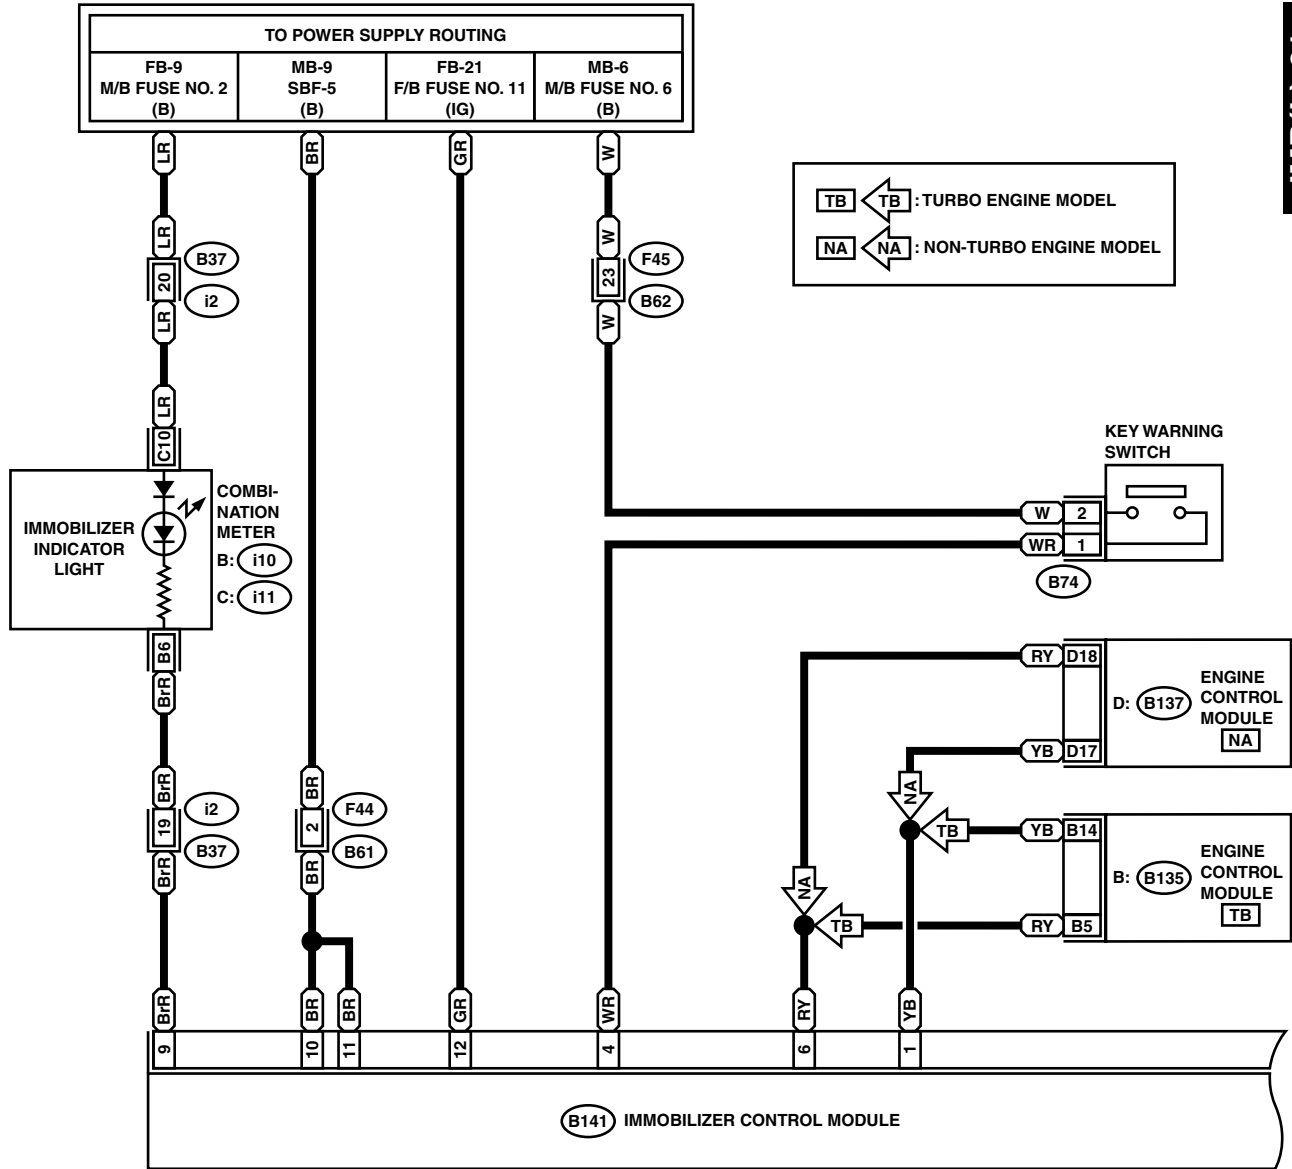 TO POWER SUPPLY ROUTING
FB-9
M/B FUSE NO. 2
(B)
MB-9
SBF-5
(B)
FB-21
F/B FUSE NO. 11
(IG)
MB-6
M/B FUSE NO. 6
(B)
LR
BR
GR
W
TB TB : TURBO ENGINE MODEL
NA NA : NON-TURBO ENGINE MODEL
LR
20
LR
B37
i2
W
23
W
F45
B62
LR
C10
KEY WARNING
SWITCH
W 2
WR 1
B74
IMMOBILIZER
INDICATOR
LIGHT
COMBI-
NATION
METER
B: i10
C: i11
B6
BrR
RY D18
YB D17
D: B137
ENGINE
CONTROL
MODULE
NA
NA
TB
YB B14
RY B5
B: B135
ENGINE
CONTROL
MODULE
TB
NA
TB
BrR
19
BrR
i2
B37
BR
2
BR
F44
B61
BrR
BR
BR
GR
WR
RY
YB
9
10
11
12
4
6
1
B141 IMMOBILIZER CONTROL MODULE